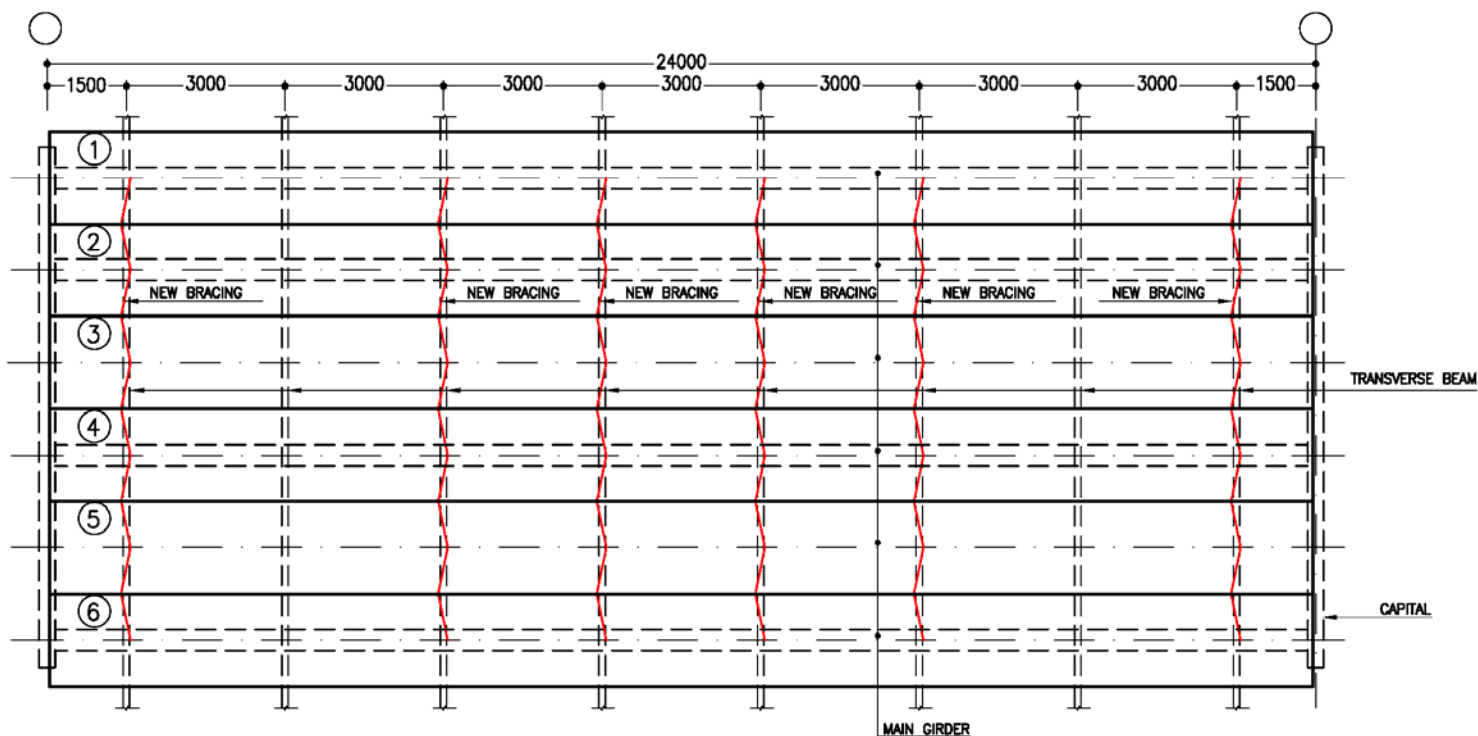 24000
1500 3000 3000 3000 3000 3000 3000 3000 1500
1
2
NEW BRACING NEW BRACING NEW BRACING NEW BRACING NEW BRACING NEW BRACING
3
TRANSVERSE BEAM
4
5
6
CAPITAL
MAIN GIRDER